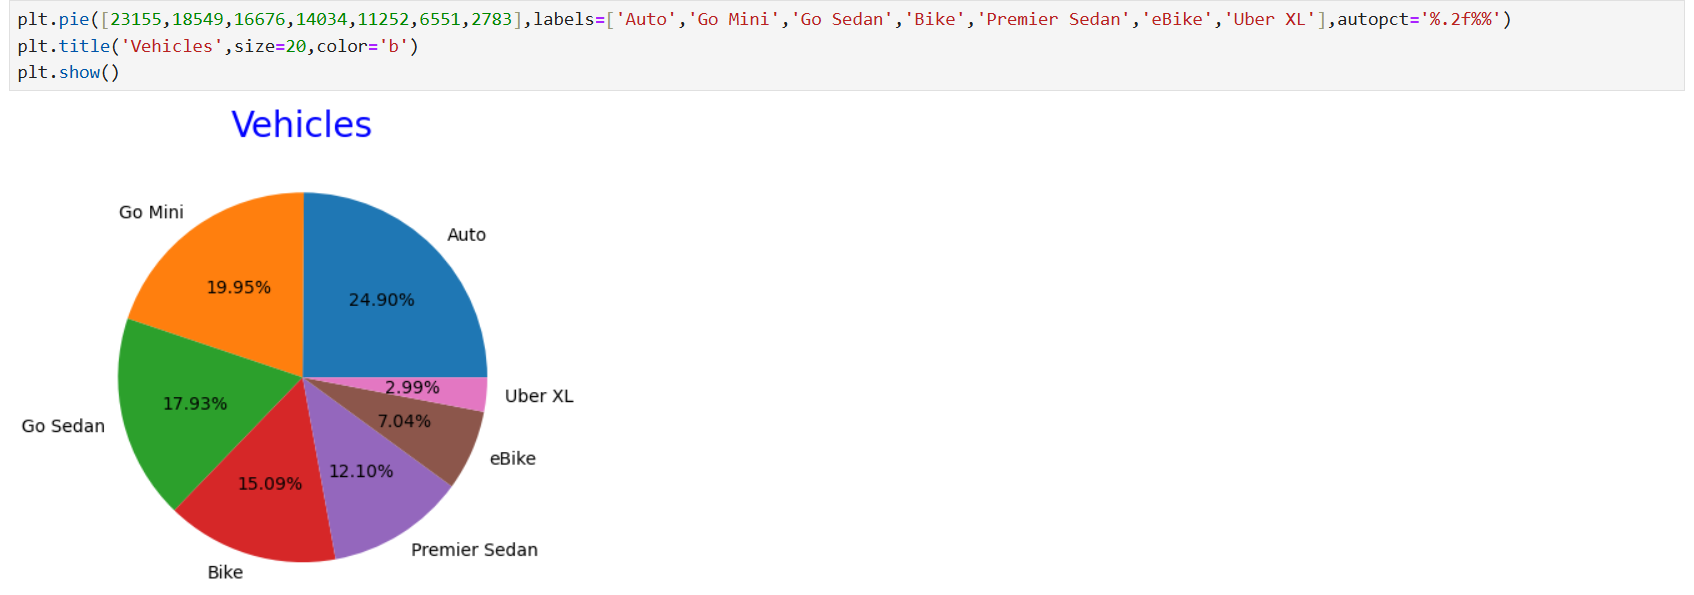 plt.pie([23155,18549,16676,14034,11252,6551,2783],labels=['Auto','Go Mini','Go Sedan','Bike','Premier Sedan','eBike','Uber XL'],autopct='%.2f%%')
plt.title('Vehicles',size=20,color='b')
plt.show()
Vehicles
Go Mini
Auto
19.95%
24.90%
2.99%
Uber XL
17.93%
7.04%
Go Sedan
eBike
12.10%
15.09%
Premier Sedan
Bike